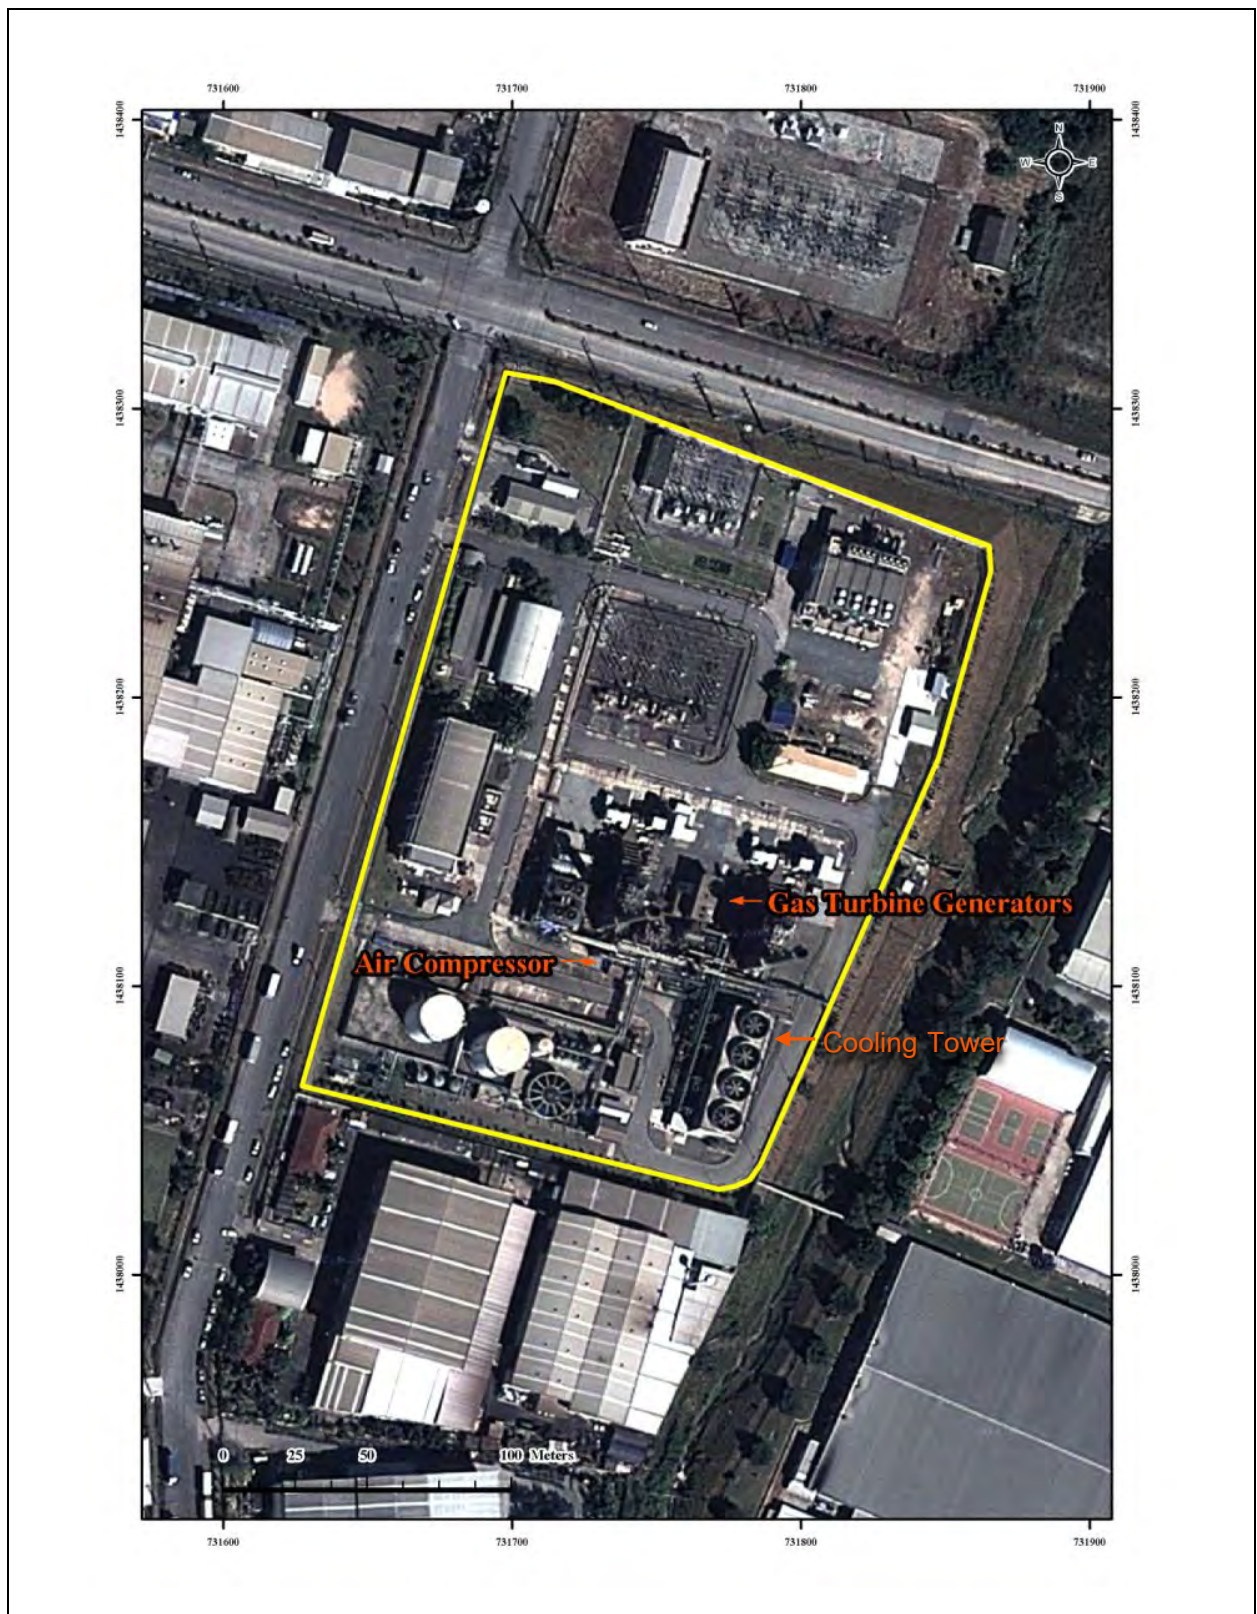 731600 731700 731800 731900
1438400 1438400
N
W E
S
1438300 1438300
1438200 1438200
Gas Turbine Generators
Air Compressor
1438100 1438100
Cooling Tower
1438000 1438000
0 25 50 100 Meters
731600 731700 731800 731900